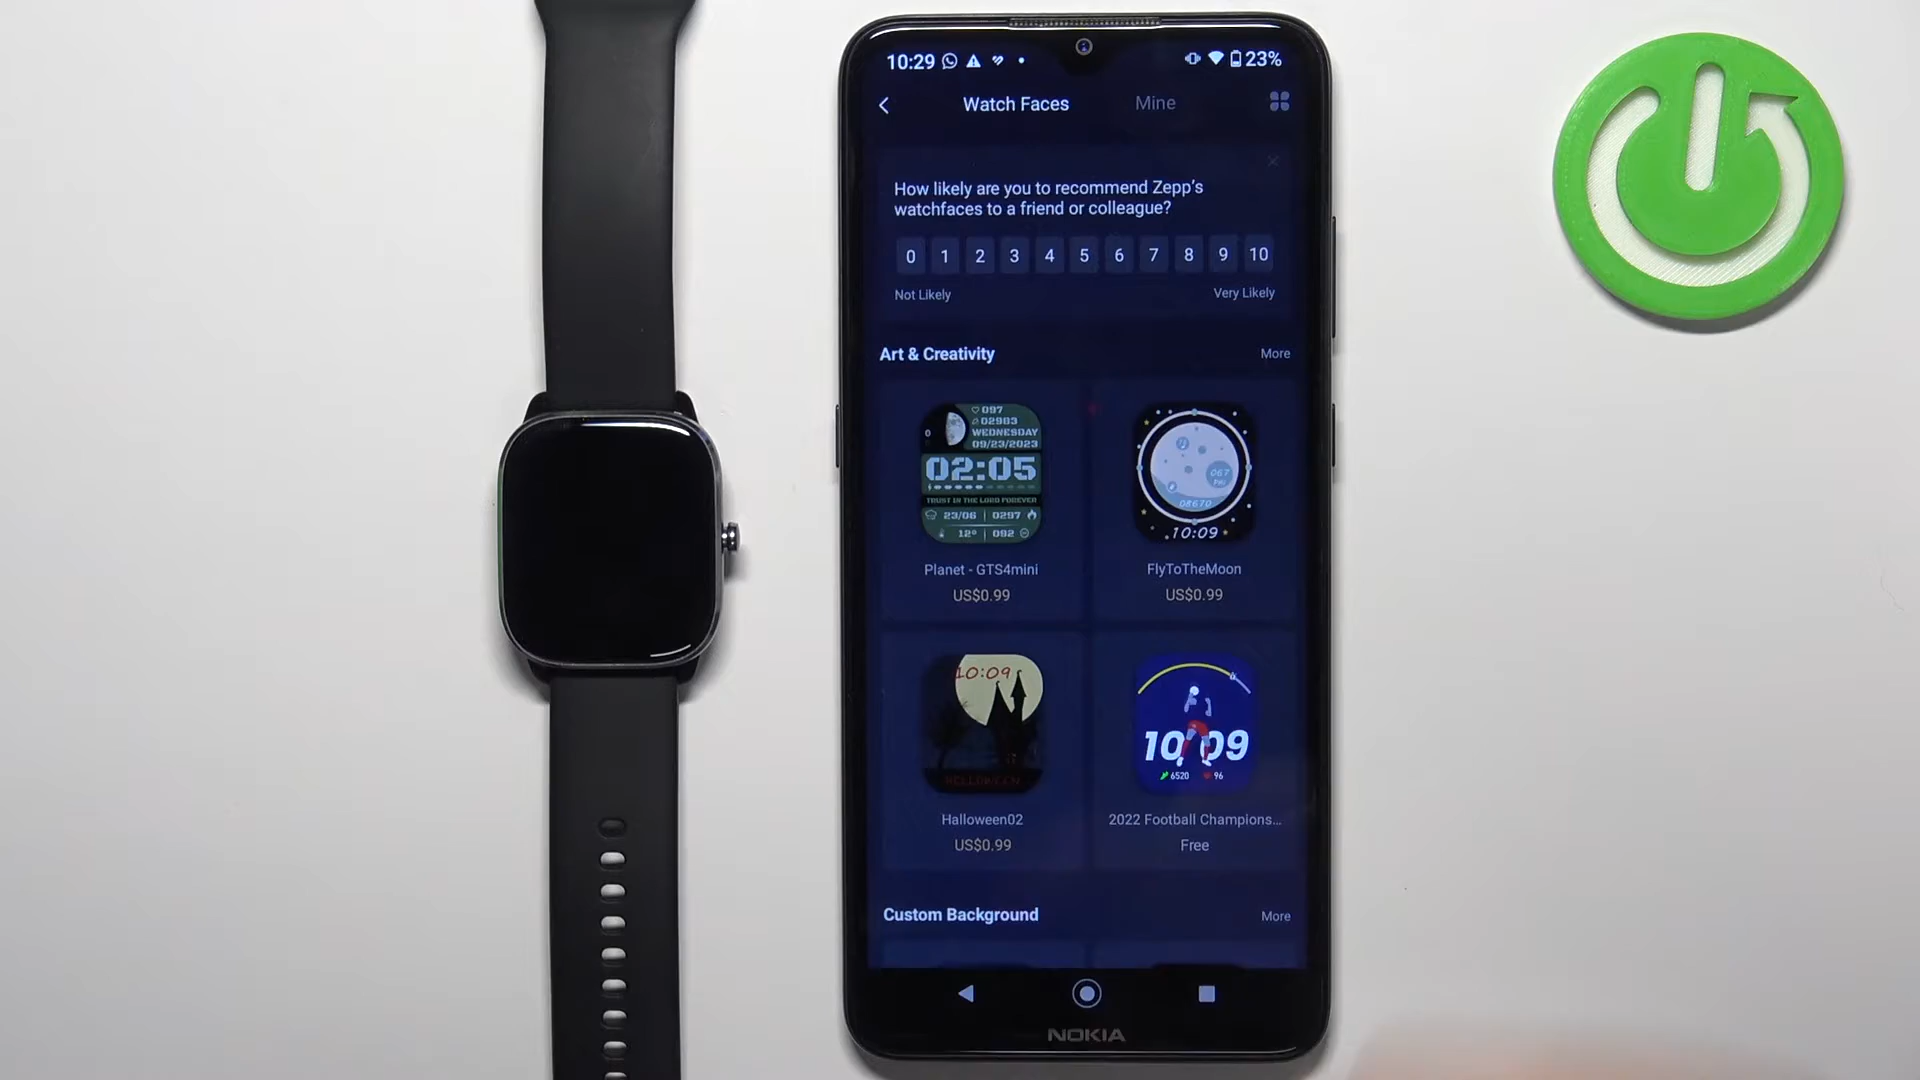 10:29 23%
Watch Faces Mine
How likely are you to recommend Zepp's
watchfaces to a friend or colleague?
0 1 2 3 4 5 6 7 8 9 10
Not Likely Very Likely
Art & Creativity More
097
02983
WEDNESDAY
09/23/2023
0
02:05
TRUST IN THE LORD FOREVER
23/06 0297
12° 092
067
08670
10:09
Planet - GTS4mini FlyToTheMoon
US$0.99 US$0.99
10:09
HALLOWEEN
10 09
6520 96
Halloween02 2022 Football Champions...
US$0.99 Free
Custom Background More
NOKIA